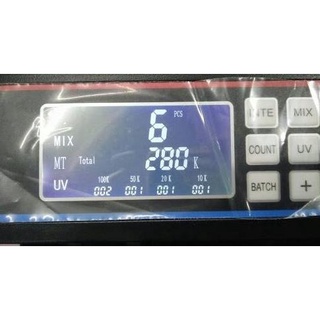 6 PCS
MIX
MT Total 280 K
100K 50K 20K 10K
UV 002 001 001 001
MIX
COUNT UV
BATCH +